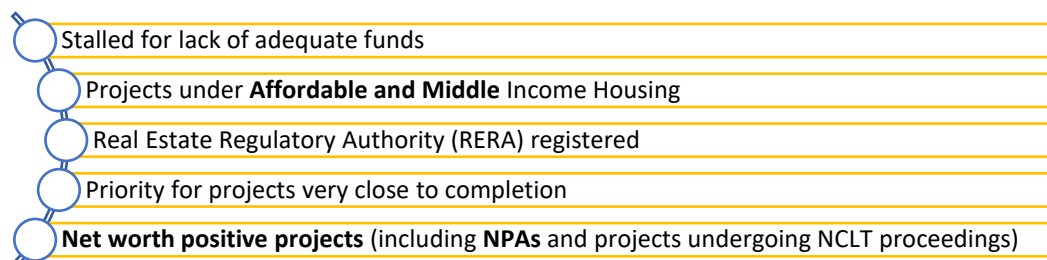 Stalled for lack of adequate funds
Projects under Affordable and Middle Income Housing
Real Estate Regulatory Authority (RERA) registered
Priority for projects very close to completion
Net worth positive projects (including NPAs and projects undergoing NCLT proceedings)